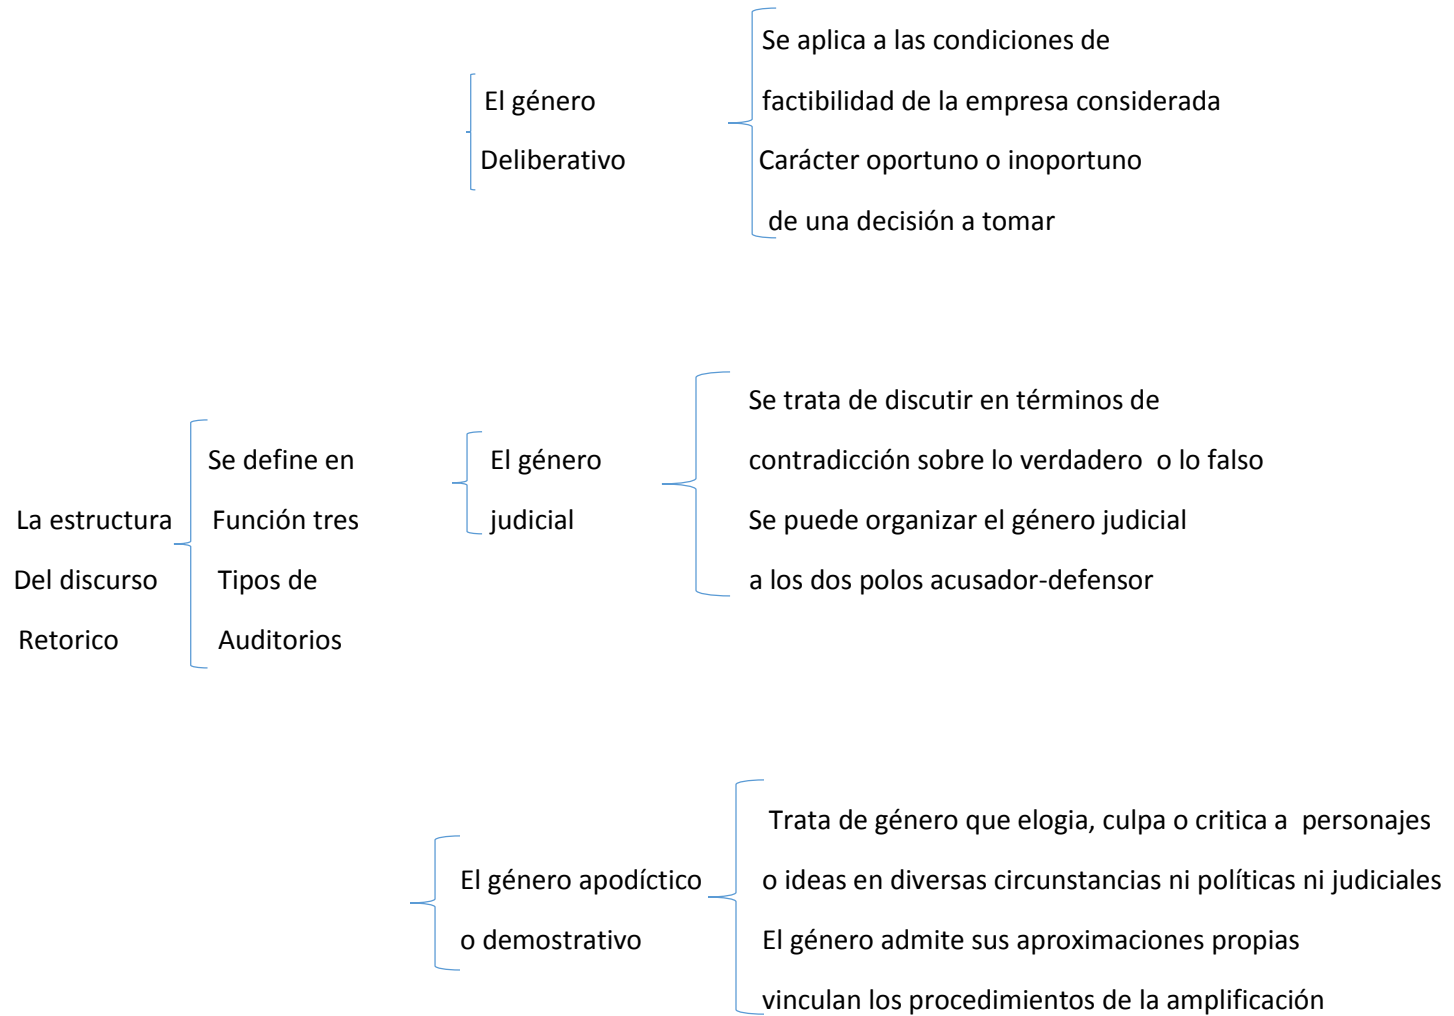 La estructura
Del discurso
Retorico
Se define en
Función tres
Tipos de
Auditorios
El género
Deliberativo
Se aplica a las condiciones de
factibilidad de la empresa considerada
Carácter oportuno o inoportuno
de una decisión a tomar
El género
judicial
Se trata de discutir en términos de
contradicción sobre lo verdadero o lo falso
Se puede organizar el género judicial
a los dos polos acusador-defensor
El género apodíctico
o demostrativo
Trata de género que elogia, culpa o critica a personajes
o ideas en diversas circunstancias ni políticas ni judiciales
El género admite sus aproximaciones propias
vinculan los procedimientos de la amplificación